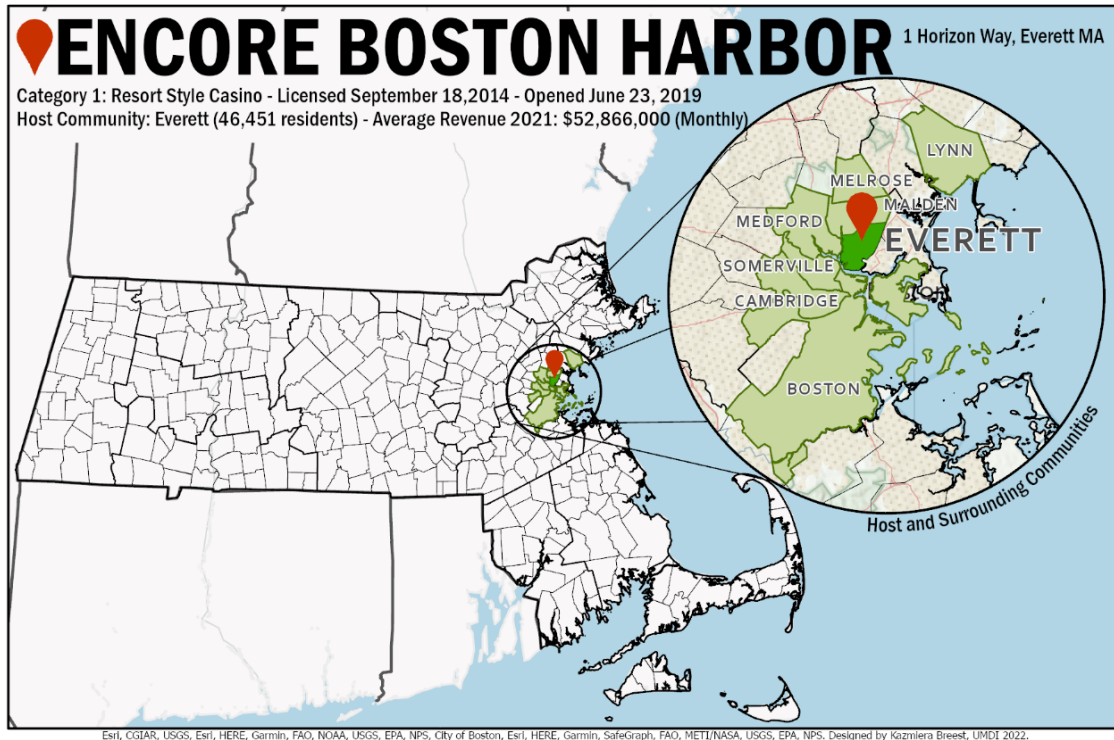 ENCORE BOSTON HARBOR
1 Horizon Way, Everett MA
Category 1: Resort Style Casino - Licensed September 18,2014 - Opened June 23, 2019
Host Community: Everett (46,451 residents) - Average Revenue 2021: $52,866,000 (Monthly)
LYNN
MELROSE
MALDEN
MEDFORD
EVERETT
SOMERVILLE
CAMBRIDGE
BOSTON
Host and Surrounding Communities
Esri, CGIAR, USGS, Esri, HERE, Garmin, FAO, NOAA, USGS, EPA, NPS, City of Boston, Esri, HERE, Garmin, SafeGraph, FAO, METI/NASA, USGS, EPA, NPS. Designed by Kazmiera Breest, UMDI 2022.